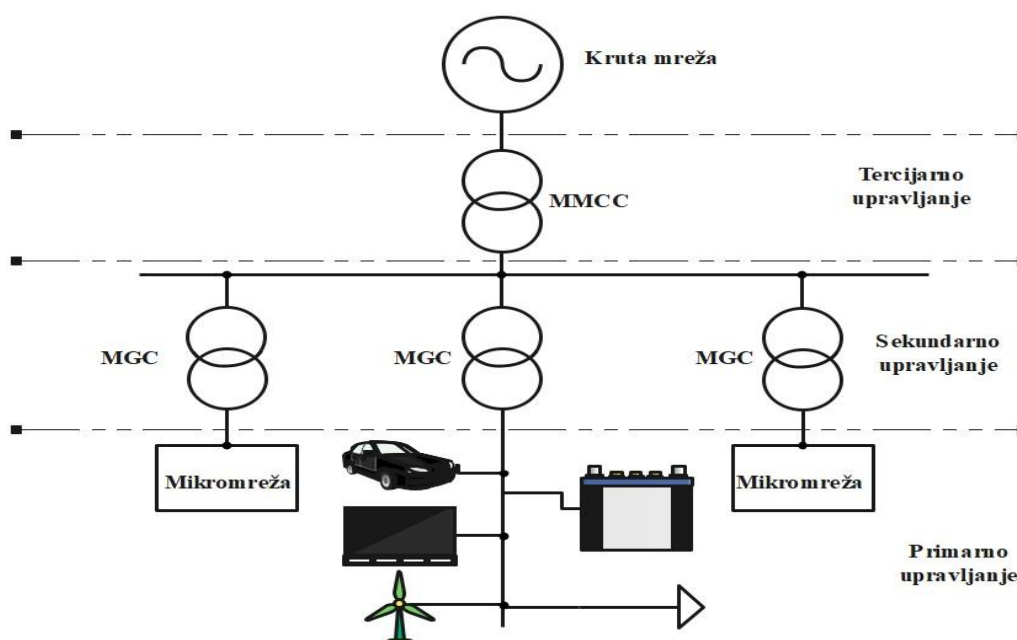 Kruta mreža
Tercijarno
upravljanje
MMCC
MGC
MGC
MGC
Sekundarno
upravljanje
Mikromreža
Mikromreža
Primarno
upravljanje